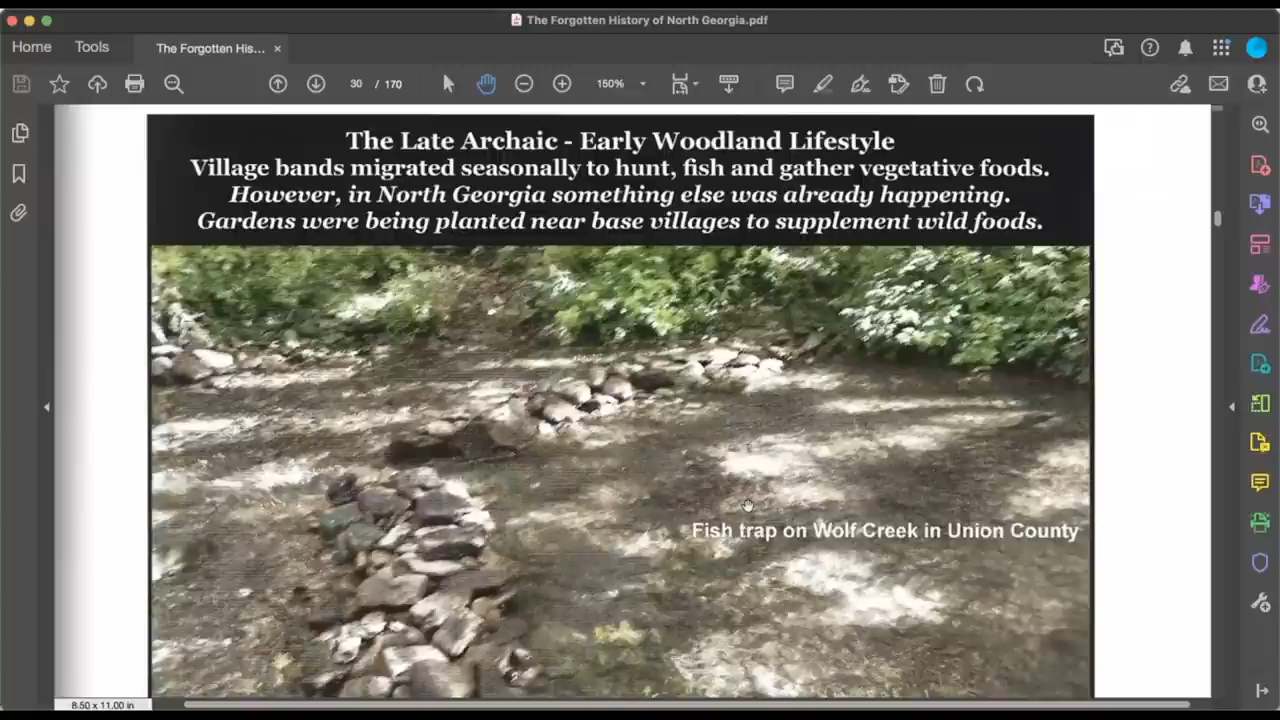 The Forgotten History of North Georgia.pdf
Home
Tools
The Forgotten His...
30 / 170
150%
The Late Archaic - Early Woodland Lifestyle
Village bands migrated seasonally to hunt, fish and gather vegetative foods.
However, in North Georgia something else was already happening.
Gardens were being planted near base villages to supplement wild foods.
Fish trap on Wolf Creek in Union County
8.50 x 11.00 in